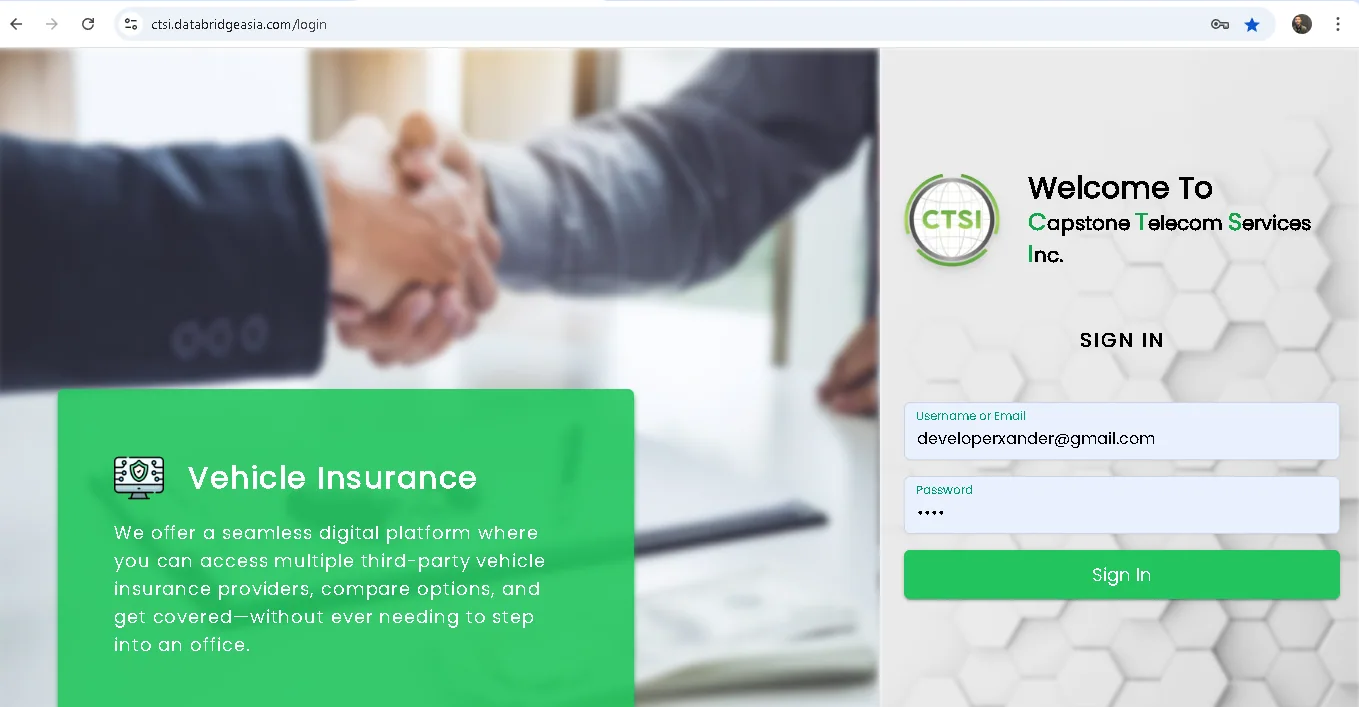 ctsi.databridgeasia.com/login
Vehicle Insurance
We offer a seamless digital platform where
you can access multiple third-party vehicle
insurance providers, compare options, and
get covered—without ever needing to step
into an office.
CTSI
Welcome To
Capstone Telecom Services
Inc.
SIGN IN
Username or Email
developerxander@gmail.com
Password
••••
Sign In